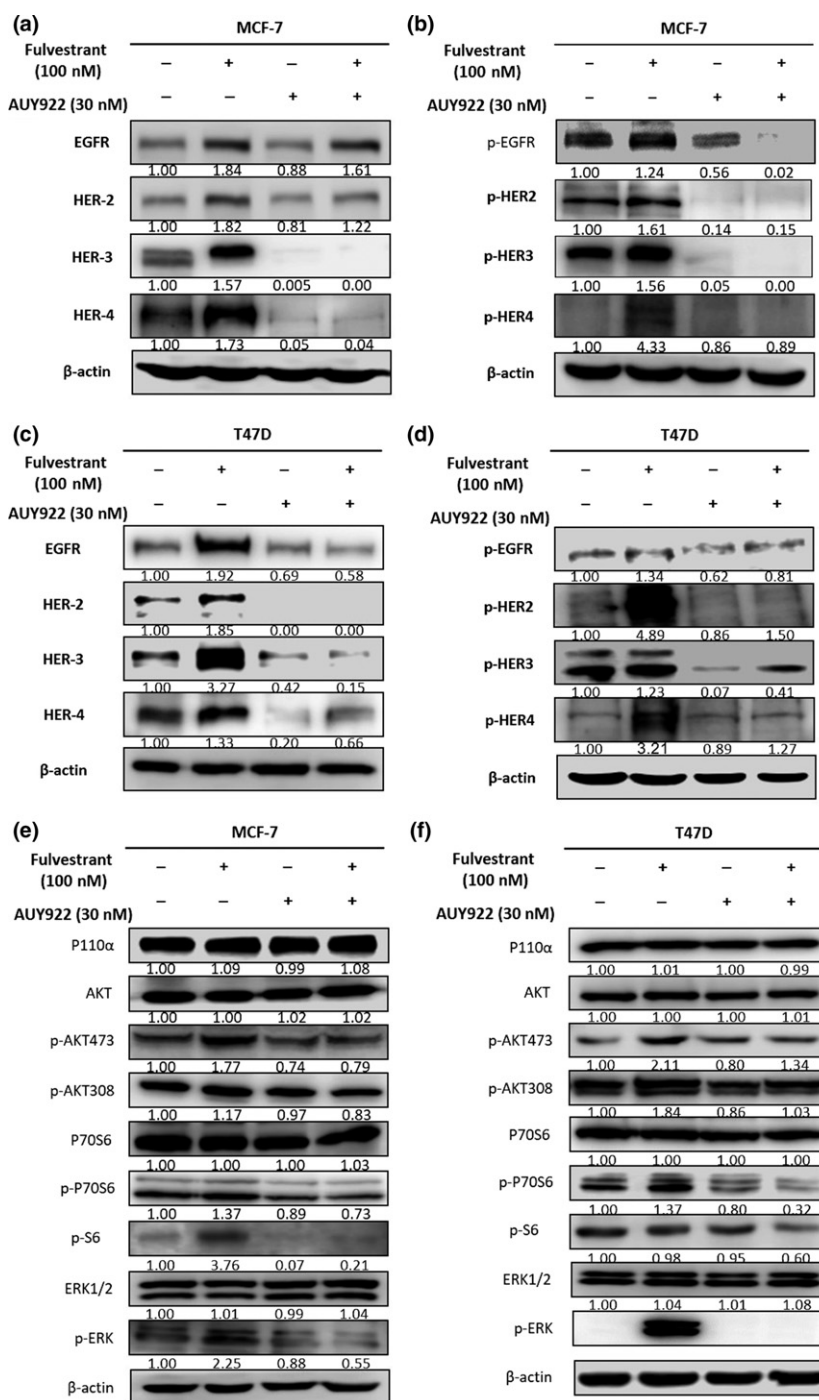 (a)
MCF-7
Fulvestrant – + – +
(100 nM)
AUY922 (30 nM) – – + +
EGFR
1.00 1.84 0.88 1.61
HER-2
1.00 1.82 0.81 1.22
HER-3
1.00 1.57 0.005 0.00
HER-4
1.00 1.73 0.05 0.04
β-actin
(b)
MCF-7
Fulvestrant – + – +
(100 nM)
AUY922 (30 nM) – – + +
p-EGFR
1.00 1.24 0.56 0.02
p-HER2
1.00 1.61 0.14 0.15
p-HER3
1.00 1.56 0.05 0.00
p-HER4
1.00 4.33 0.86 0.89
β-actin
(c)
T47D
Fulvestrant – + – +
(100 nM)
AUY922 (30 nM) – – + +
EGFR
1.00 1.92 0.69 0.58
HER-2
1.00 1.85 0.00 0.00
HER-3
1.00 3.27 0.42 0.15
HER-4
1.00 1.33 0.20 0.66
β-actin
(d)
T47D
Fulvestrant – + – +
(100 nM)
AUY922 (30 nM) – – + +
p-EGFR
1.00 1.34 0.62 0.81
p-HER2
1.00 4.89 0.86 1.50
p-HER3
1.00 1.23 0.07 0.41
p-HER4
1.00 3.21 0.89 1.27
β-actin
(e)
MCF-7
Fulvestrant – + – +
(100 nM)
AUY922 (30 nM) – – + +
P110α
1.00 1.09 0.99 1.08
AKT
1.00 1.00 1.02 1.02
p-AKT473
1.00 1.77 0.74 0.79
p-AKT308
1.00 1.17 0.97 0.83
P70S6
1.00 1.00 1.00 1.03
p-P70S6
1.00 1.37 0.89 0.73
p-S6
1.00 3.76 0.07 0.21
ERK1/2
1.00 1.01 0.99 1.04
p-ERK
1.00 2.25 0.88 0.55
β-actin
(f)
T47D
Fulvestrant – + – +
(100 nM)
AUY922 (30 nM) – – + +
P110α
1.00 1.01 1.00 0.99
AKT
1.00 1.00 1.00 1.01
p-AKT473
1.00 2.11 0.80 1.34
p-AKT308
1.00 1.84 0.86 1.03
P70S6
1.00 1.00 1.00 1.00
p-P70S6
1.00 1.37 0.80 0.32
p-S6
1.00 0.98 0.95 0.60
ERK1/2
1.00 1.04 1.01 1.08
p-ERK
β-actin